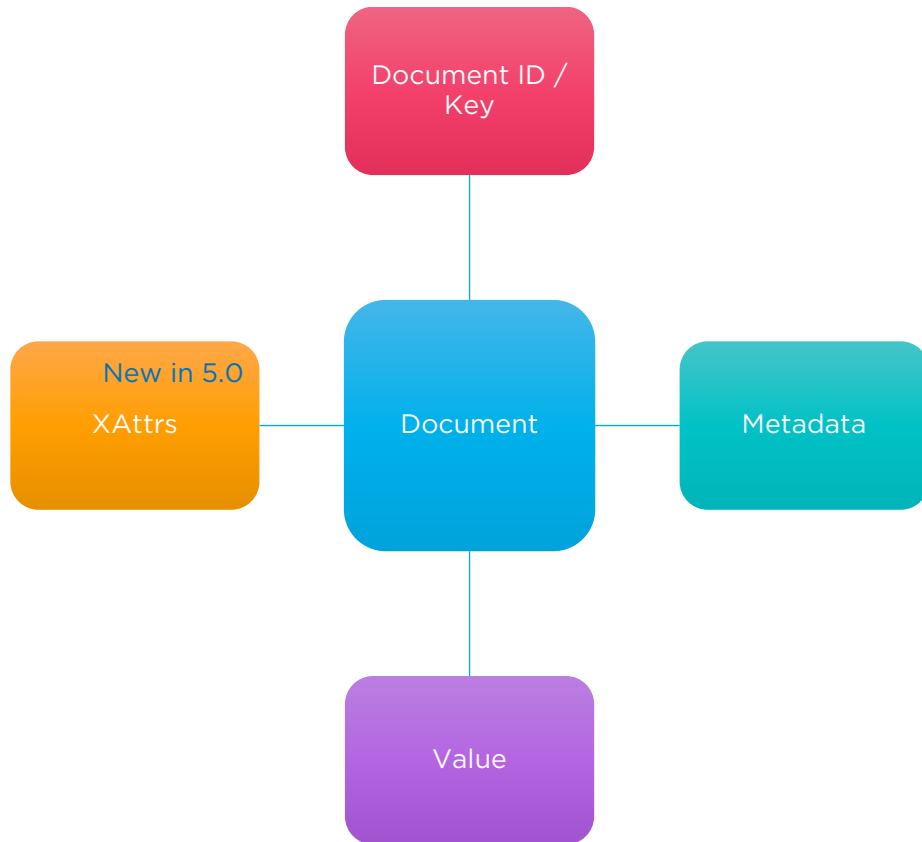 Document ID /
Key
New in 5.0
XAttrs
Document
Metadata
Value